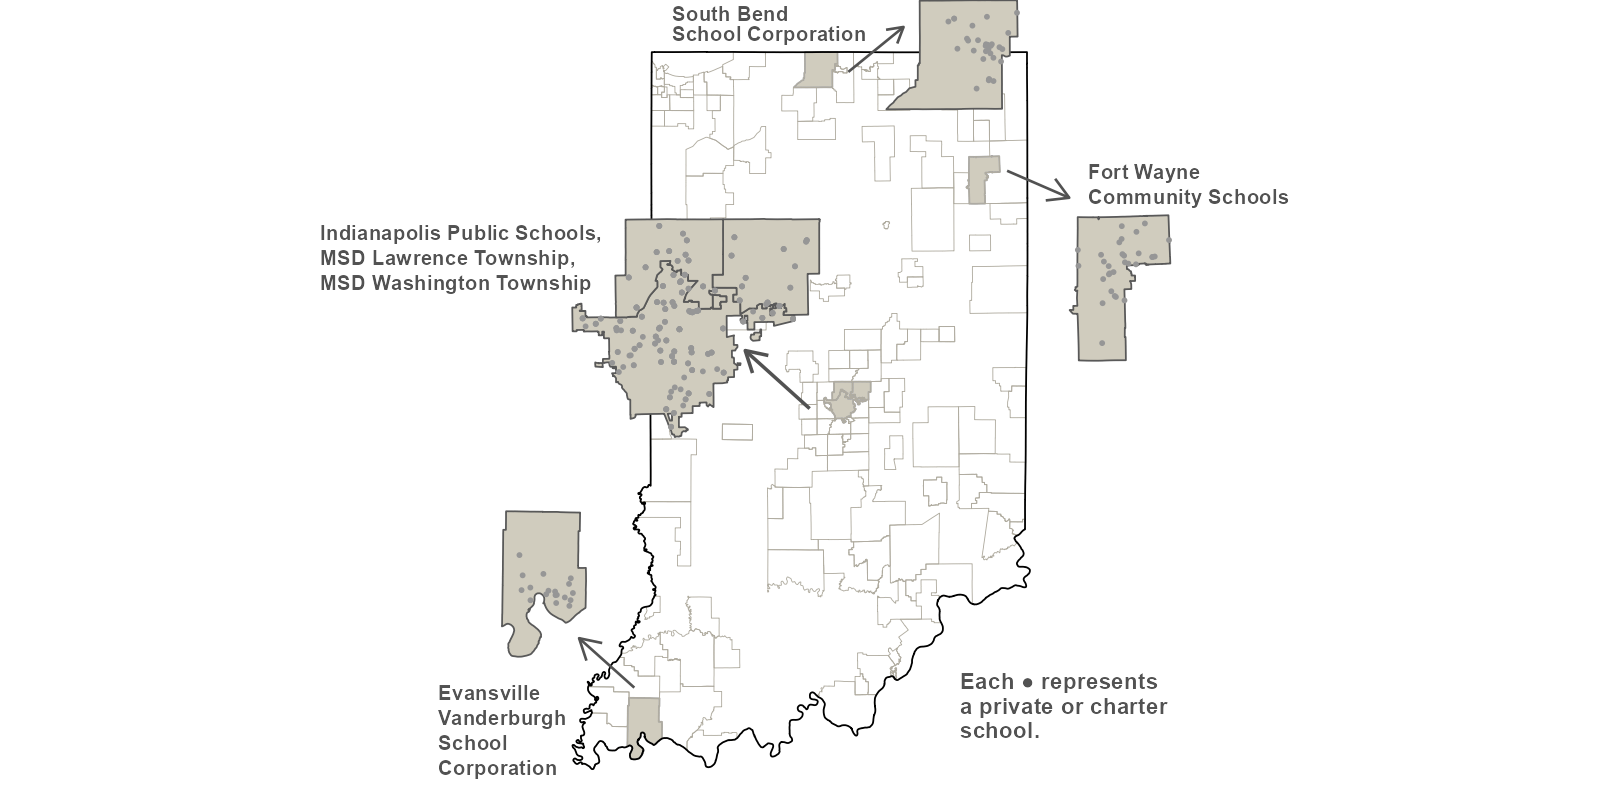 South Bend
School Corporation
Fort Wayne
Community Schools
Indianapolis Public Schools,
MSD Lawrence Township,
MSD Washington Township
Evansville
Vanderburgh
School
Corporation
Each ● represents
a private or charter
school.